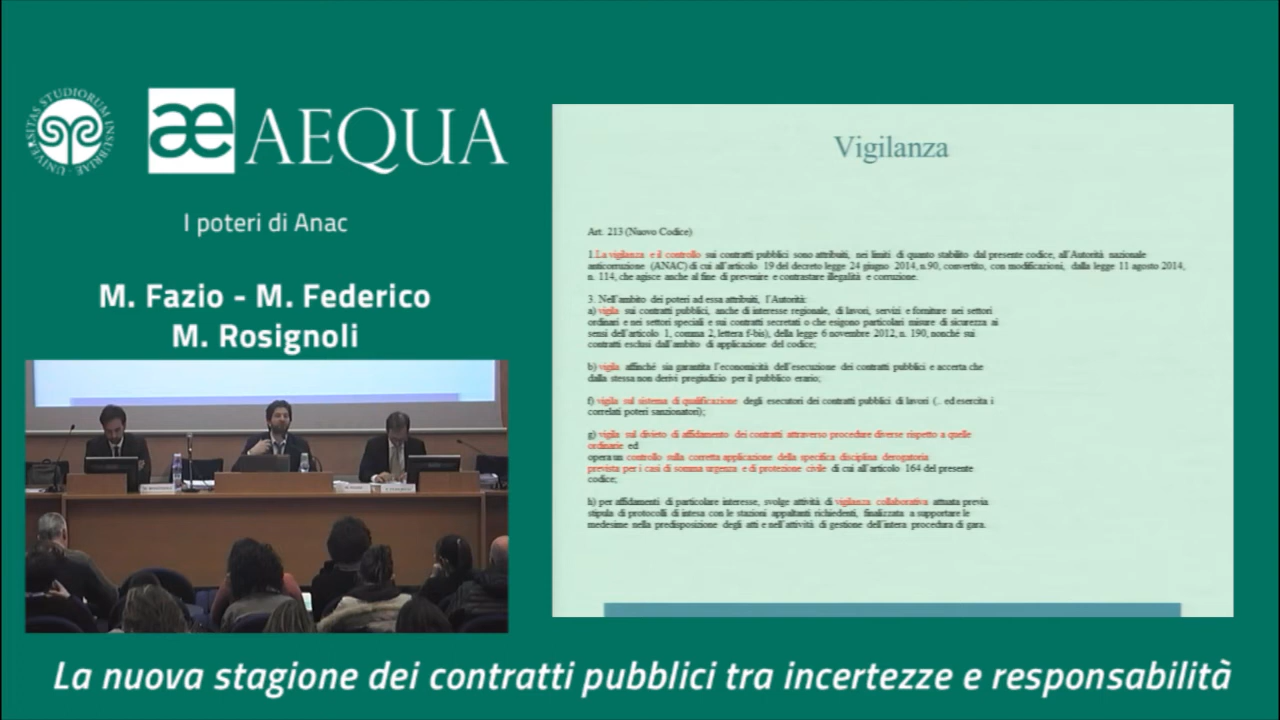 UNIVERSITAS STUDIORUM INSUBRIAE
æ AEQUA
I poteri di Anac
M. Fazio - M. Federico
M. Rosignoli
Vigilanza
Art. 213 (Nuovo Codice)
1.La vigilanza e il controllo sui contratti pubblici sono attribuiti, nei limiti di quanto stabilito dal presente codice, all'Autorità nazionale
anticorruzione (ANAC) di cui all'articolo 19 del decreto legge 24 giugno 2014, n.90, convertito, con modificazioni, dalla legge 11 agosto 2014,
n. 114, che agisce anche al fine di prevenire e contrastare illegalità e corruzione.
3. Nell'ambito dei poteri ad essa attribuiti, l'Autorità:
a) vigila sui contratti pubblici, anche di interesse regionale, di lavori, servizi e forniture nei settori
ordinari e nei settori speciali e sui contratti secretati o che esigono particolari misure di sicurezza ai
sensi dell'articolo 1, comma 2, lettera f-bis), della legge 6 novembre 2012, n. 190, nonché sui
contratti esclusi dall'ambito di applicazione del codice;
b) vigila affinché sia garantita l'economicità dell'esecuzione dei contratti pubblici e accerta che
dalla stessa non derivi pregiudizio per il pubblico erario;
f) vigila sul sistema di qualificazione degli esecutori dei contratti pubblici di lavori (.. ed esercita i
correlati poteri sanzionatori);
g) vigila sul divieto di affidamento dei contratti attraverso procedure diverse rispetto a quelle
ordinarie ed
opera un controllo sulla corretta applicazione della specifica disciplina derogatoria
prevista per i casi di somma urgenza e di protezione civile di cui all'articolo 164 del presente
codice;
h) per affidamenti di particolare interesse, svolge attività di vigilanza collaborativa attuata previa
stipula di protocolli di intesa con le stazioni appaltanti richiedenti, finalizzata a supportare le
medesime nella predisposizione degli atti e nell'attività di gestione dell'intera procedura di gara.
La nuova stagione dei contratti pubblici tra incertezze e responsabilità